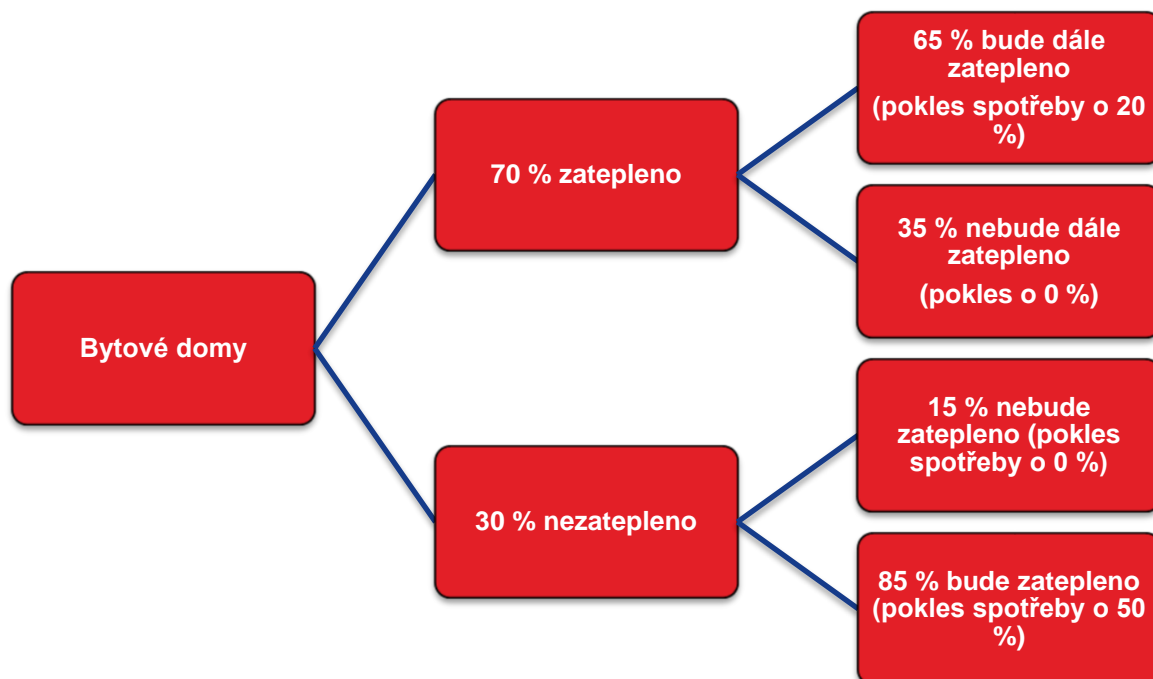 Bytové domy
70 % zatepleno
30 % nezatepleno
65 % bude dále
zatepleno
(pokles spotřeby o 20
%)
35 % nebude dále
zatepleno
(pokles o 0 %)
15 % nebude
zatepleno (pokles
spotřeby o 0 %)
85 % bude zatepleno
(pokles spotřeby o 50
%)